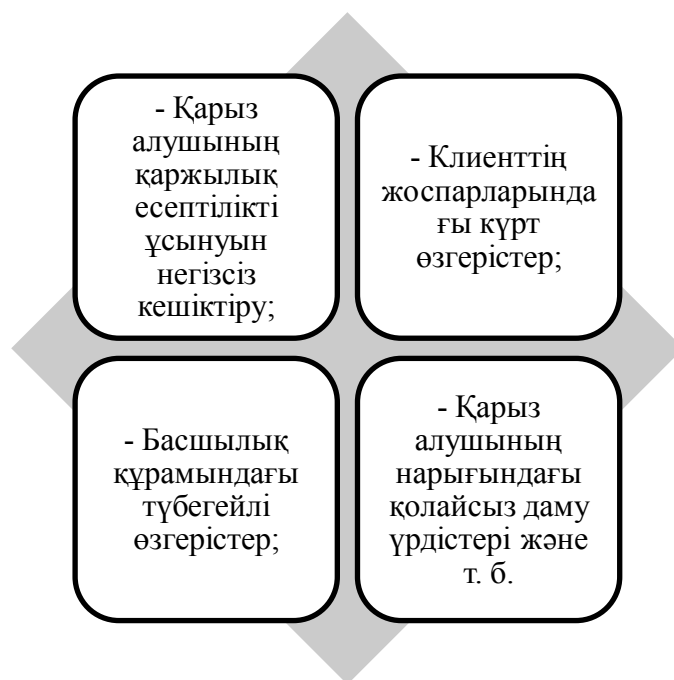 - Қарыз
алушының
қаржылық
есептілікті
ұсынуын
негізсіз
кешіктіру;
- Клиенттің
жоспарларында
ғы күрт
өзгерістер;
- Басшылық
құрамындағы
түбегейлі
өзгерістер;
- Қарыз
алушының
нарығындағы
қолайсыз даму
үрдістері және
т. б.